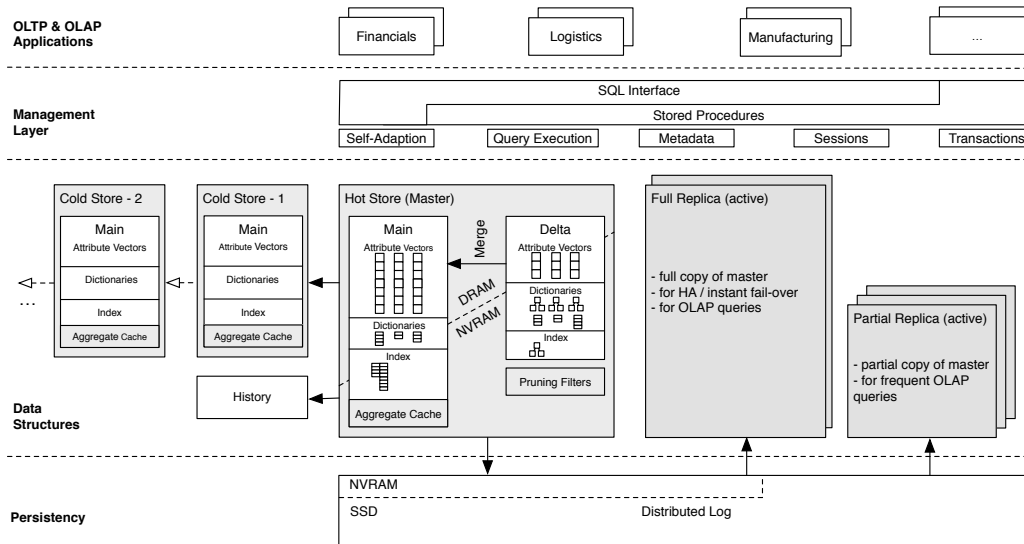 OLTP & OLAP
Applications
Financials
Logistics
Manufacturing
...
Management
Layer
SQL Interface
Stored Procedures
Self-Adaption
Query Execution
Metadata
Sessions
Transactions
Data
Structures
...
Cold Store - 2
Main
Attribute Vectors
Dictionaries
Index
Aggregate Cache
Cold Store - 1
Main
Attribute Vectors
Dictionaries
Index
Aggregate Cache
History
Hot Store (Master)
Main
Attribute Vectors
Dictionaries
Index
Aggregate Cache
Merge
DRAM
NVRAM
Delta
Attribute Vectors
Dictionaries
Index
Pruning Filters
Full Replica (active)
- full copy of master
- for HA / instant fail-over
- for OLAP queries
Partial Replica (active)
- partial copy of master
- for frequent OLAP
queries
Persistency
NVRAM
SSD
Distributed Log